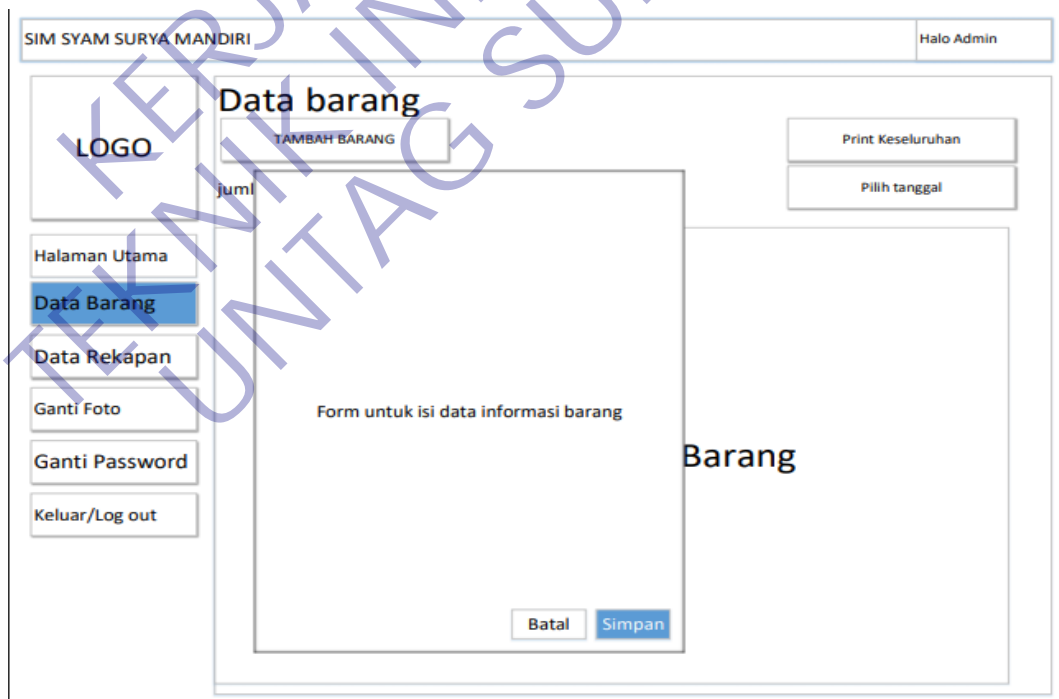 SIM SYAM SURYA MANDIRI
Halo Admin
LOGO
Data barang
TAMBAH BARANG
Print Keseluruhan
Pilih tanggal
juml
Halaman Utama
Data Barang
Data Rekapan
Ganti Foto
Ganti Password
Keluar/Log out
Form untuk isi data informasi barang
Barang
Batal
Simpan
TEKNIK IN
UNTAG SU
KERJA